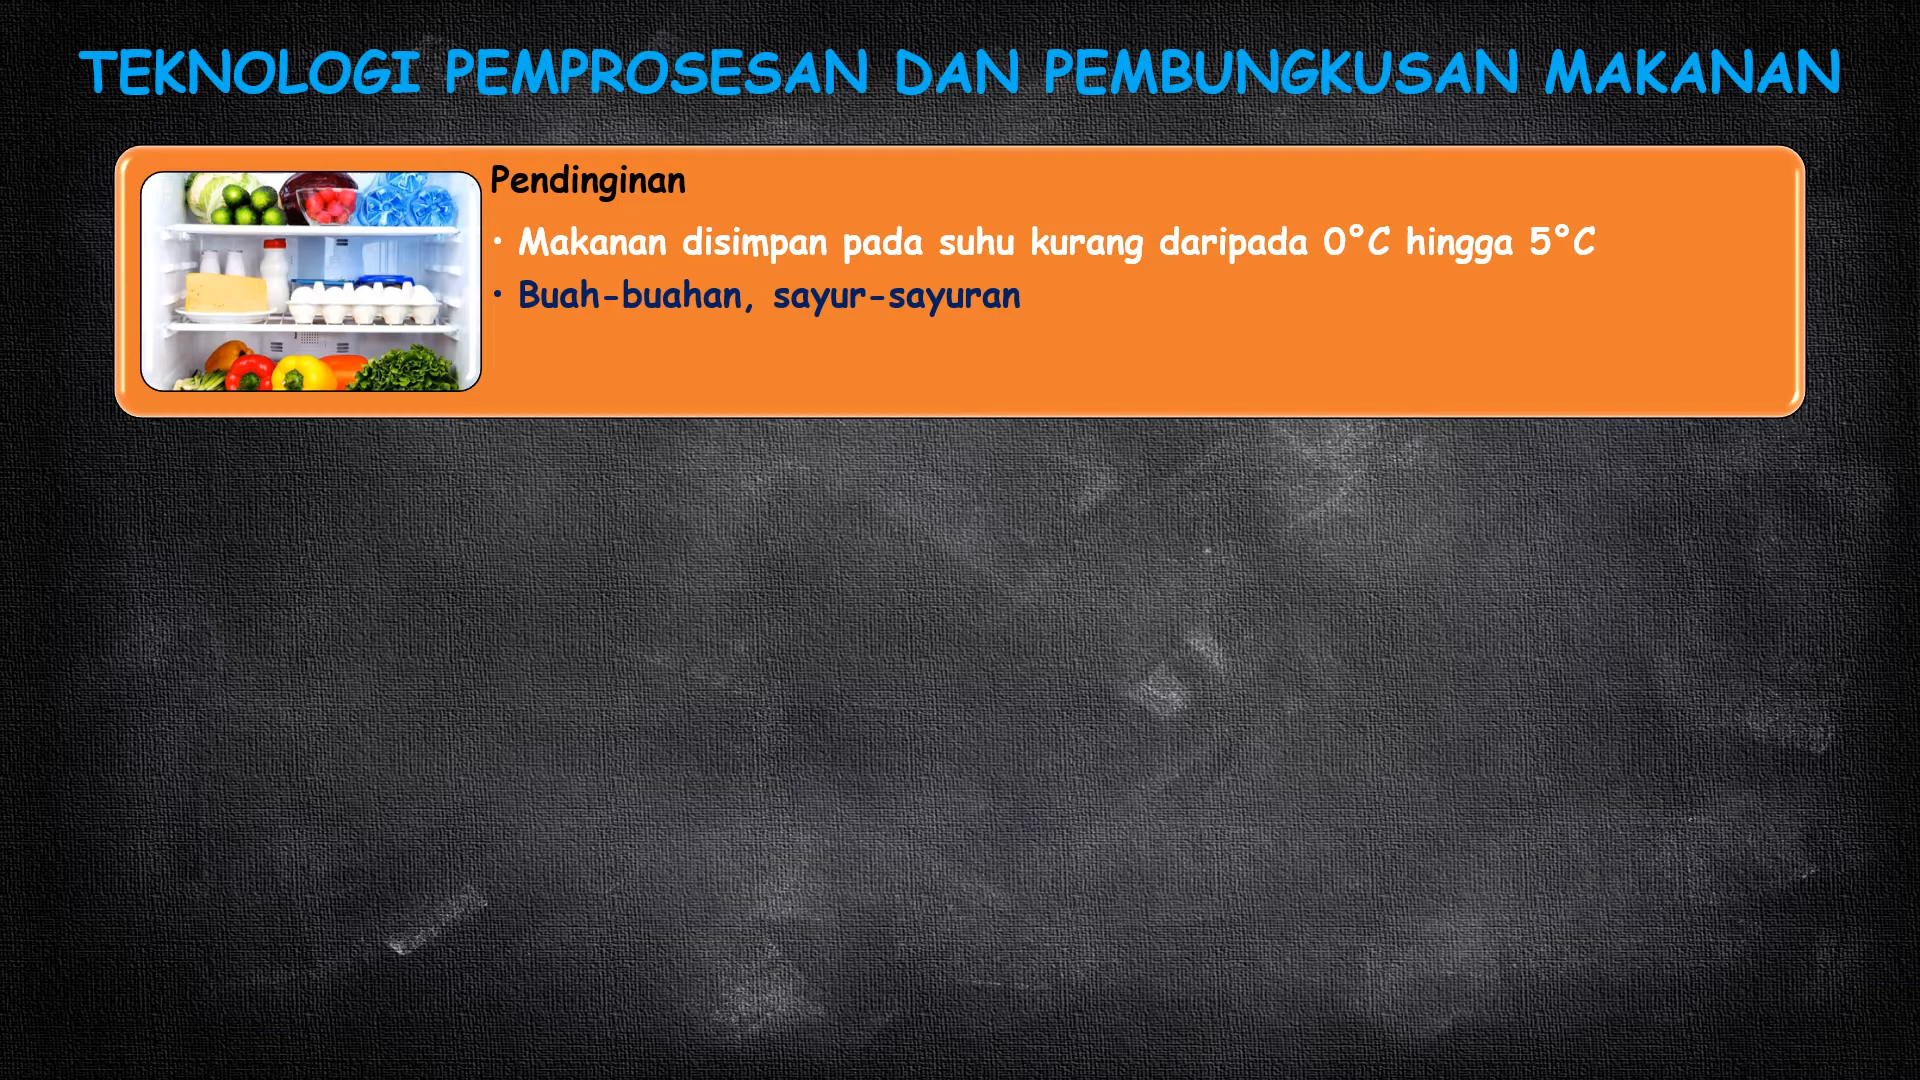 TEKNOLOGI PEMPROSESAN DAN PEMBUNGKUSAN MAKANAN
Pendinginan
• Makanan disimpan pada suhu kurang daripada 0°C hingga 5°C
• Buah-buahan, sayur-sayuran